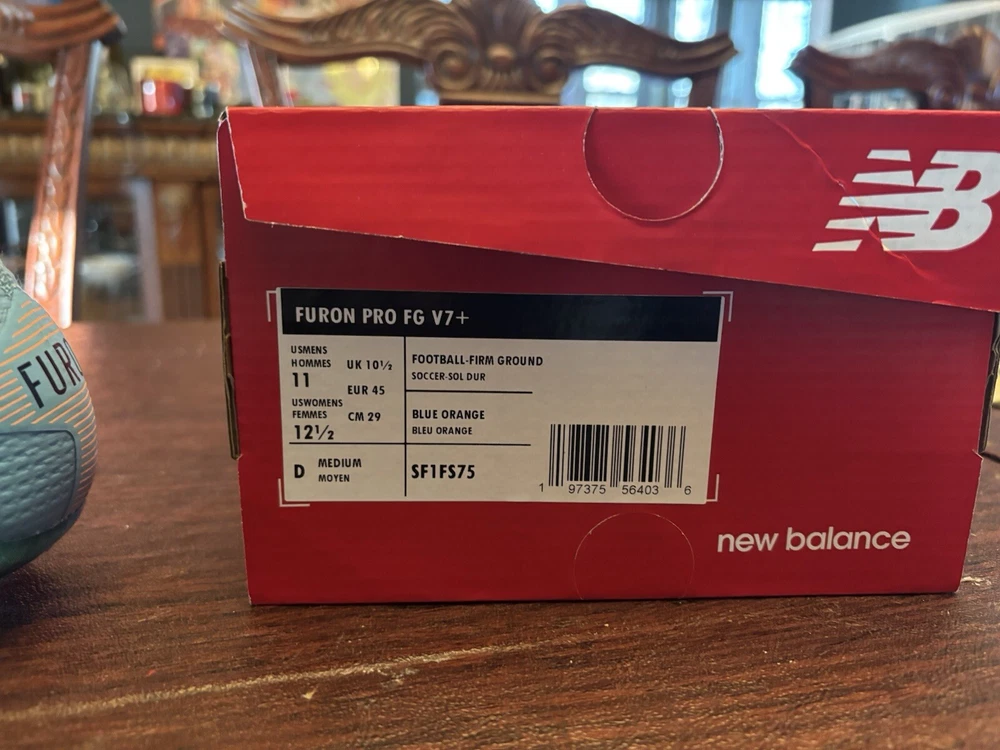 NB
FURON PRO FG V7+
USMENS
HOMMES
11
UK 10½
EUR 45
USWOMENS
FEMMES
12½
CM 29
D MEDIUM
MOYEN
FOOTBALL-FIRM GROUND
SOCCER-SOL DUR
BLUE ORANGE
BLEU ORANGE
SF1FS75
1 97375 56403 6
new balance
FURO